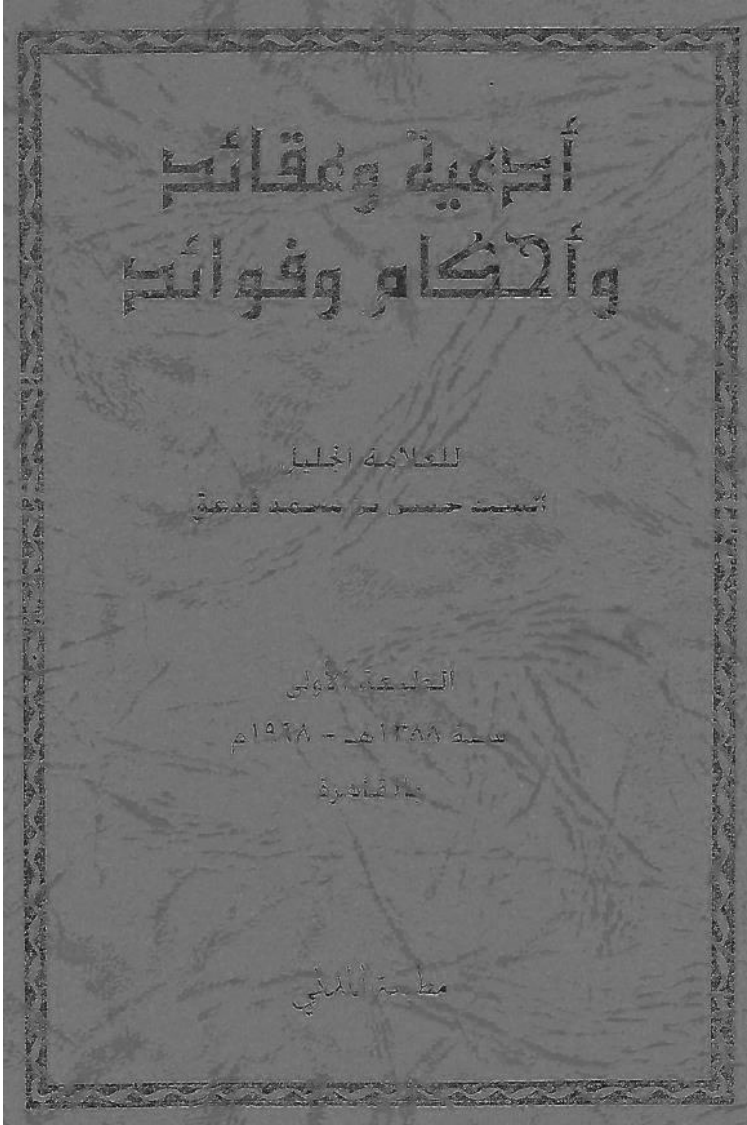 أدعية وعقائد
وأحكام وفوائد
للعلامة الجليل
السيد حسن بن محمد فدعق
الطبعة الأولى
سنة ١٣٨٨هـ - ١٩٦٨م
بالقاهرة
مطبعة المدني